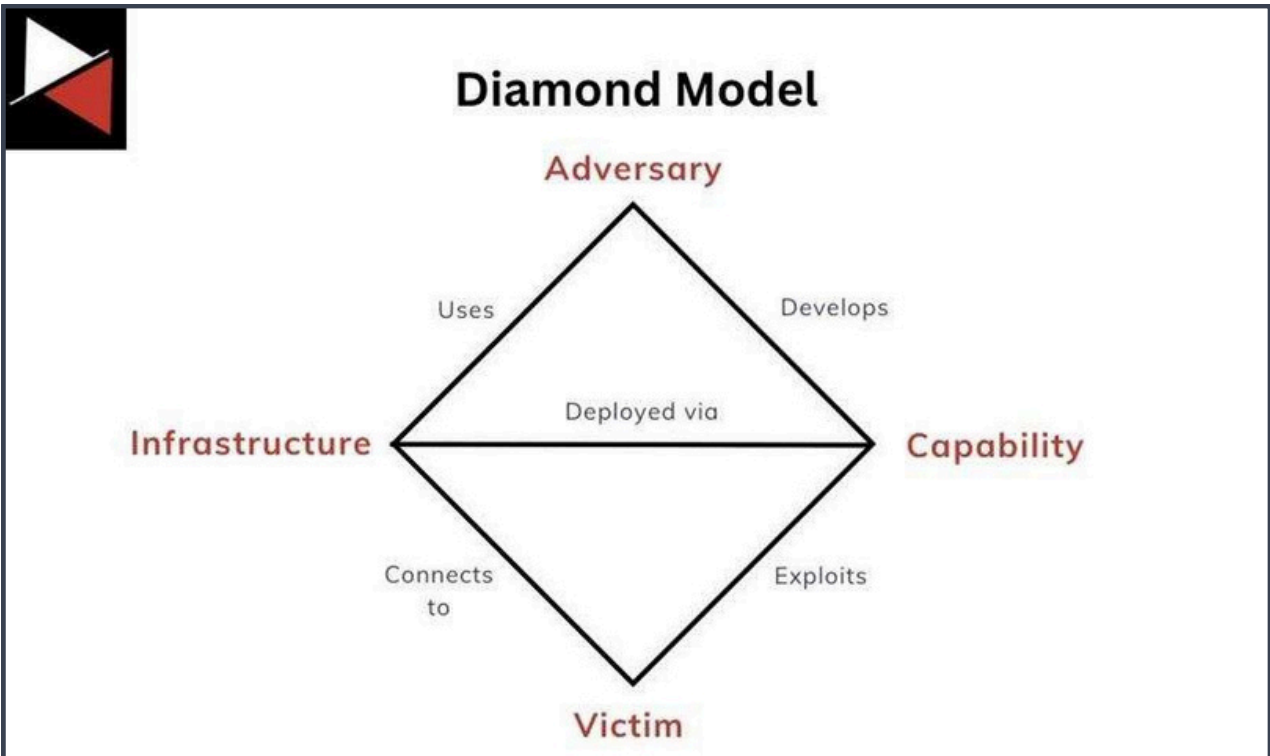 Diamond Model
Adversary
Uses
Develops
Deployed via
Infrastructure
Capability
Connects
to
Exploits
Victim